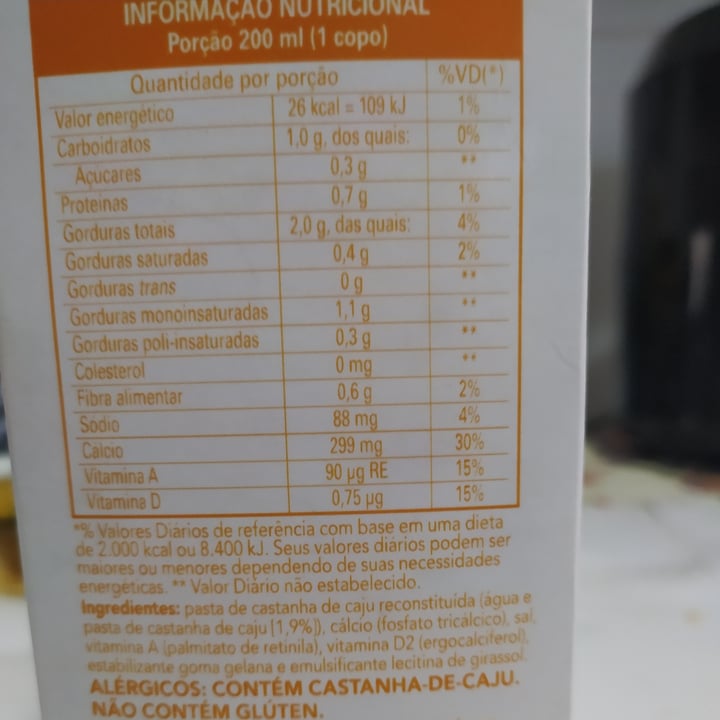 INFORMAÇÃO NUTRICIONAL
Porção 200 ml (1 copo)
Quantidade por porção %VD(*)
Valor energético 26 kcal = 109 kJ 1%
Carboidratos 1,0 g, dos quais: 0%
Açúcares 0,3 g **
Proteínas 0,7 g 1%
Gorduras totais 2,0 g, das quais: 4%
Gorduras saturadas 0,4 g 2%
Gorduras trans 0 g **
Gorduras monoinsaturadas 1,1 g **
Gorduras poli-insaturadas 0,3 g **
Colesterol 0 mg **
Fibra alimentar 0,6 g 2%
Sódio 88 mg 4%
Cálcio 299 mg 30%
Vitamina A 90 µg RE 15%
Vitamina D 0,75 µg 15%
*% Valores Diários de referência com base em uma dieta
de 2.000 kcal ou 8.400 kJ. Seus valores diários podem ser
maiores ou menores dependendo de suas necessidades
energéticas. ** Valor Diário não estabelecido.
Ingredientes: pasta de castanha de caju reconstituída (água e
pasta de castanha de caju [1,9%]), cálcio (fosfato tricálcico), sal,
vitamina A (palmitato de retinila), vitamina D2 (ergocalciferol),
estabilizante goma gelana e emulsificante lecitina de girassol.
ALÉRGICOS: CONTÉM CASTANHA-DE-CAJU.
NÃO CONTÉM GLÚTEN.